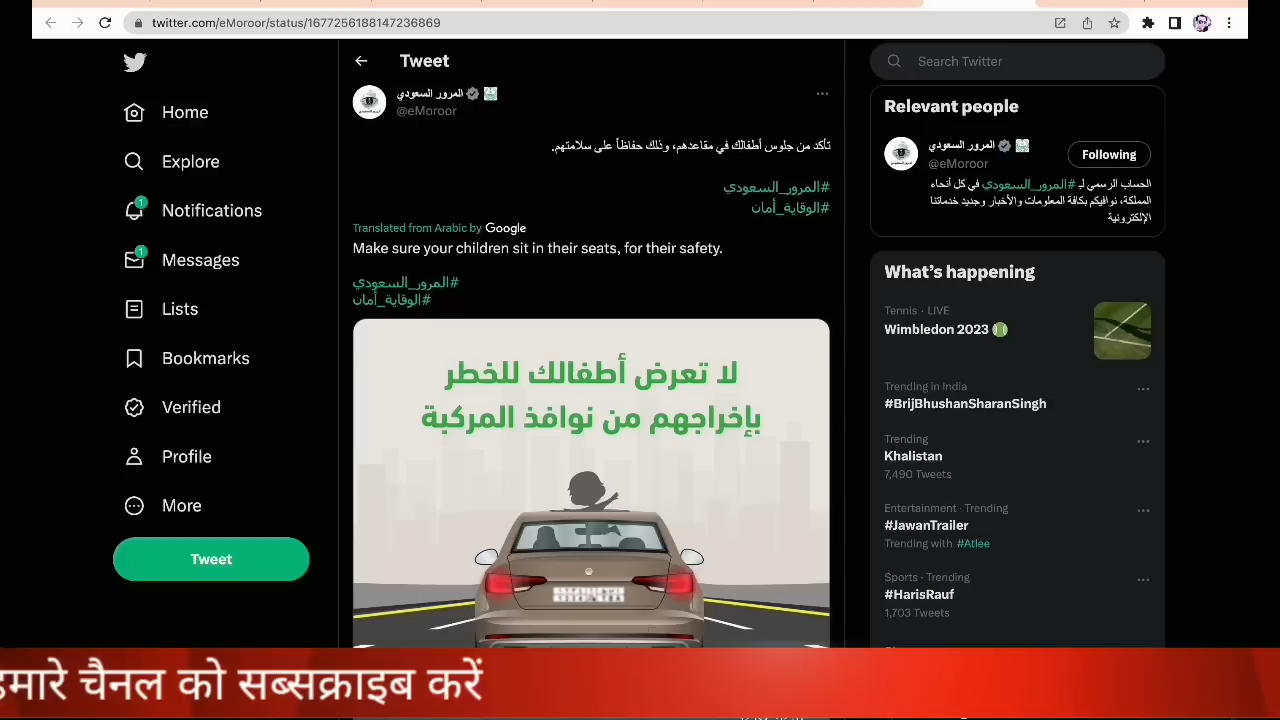 twitter.com/eMoroor/status/1677256188147236869
Home
Explore
1
Notifications
1
Messages
Lists
Bookmarks
Verified
Profile
More
Tweet
Tweet
المرور السعودي
@eMoroor
تأكد من جلوس أطفالك في مقاعدهم، وذلك حفاظاً على سلامتهم.
#المرور_السعودي
#الوقاية_أمان
Translated from Arabic by Google
Make sure your children sit in their seats, for their safety.
#المرور_السعودي
#الوقاية_أمان
لا تعرض أطفالك للخطر
بإخراجهم من نوافذ المركبة
Search Twitter
Relevant people
المرور السعودي
@eMoroor
Following
الحساب الرسمي لـ #المرور_السعودي في كل أنحاء
المملكة، نوافيكم بكافة المعلومات والأخبار وجديد خدماتنا
الإلكترونية
What's happening
Tennis · LIVE
Wimbledon 2023
Trending in India
#BrijBhushanSharanSingh
Trending
Khalistan
7,490 Tweets
Entertainment · Trending
#JawanTrailer
Trending with #Atlee
Sports · Trending
#HarisRauf
1,703 Tweets
हमारे चैनल को सब्सक्राइब करें